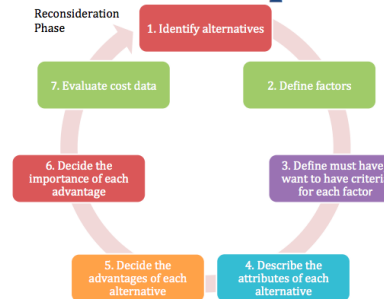 Reconsideration
Phase
1. Identify alternatives
2. Define factors
3. Define must have
want to have criteri
for each factor
4. Describe the
attributes of each
alternative
5. Decide the
advantages of each
alternative
6. Decide the
importance of each
advantage
7. Evaluate cost data